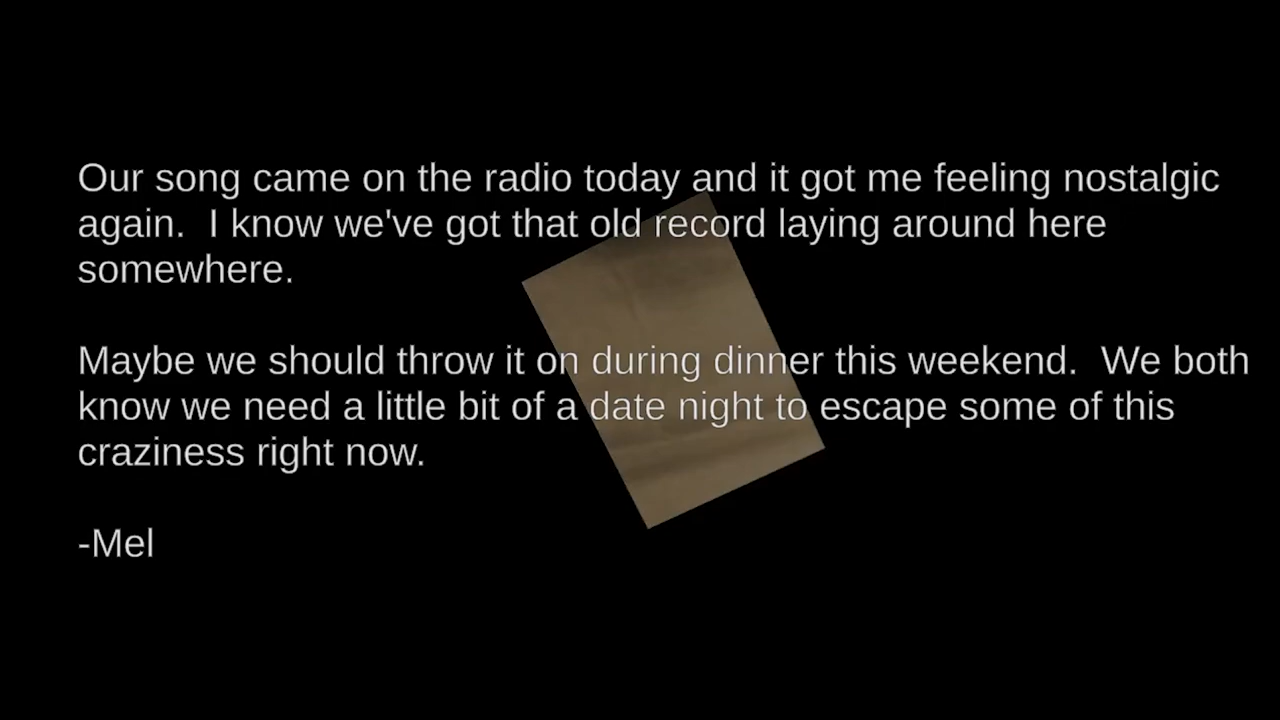 Our song came on the radio today and it got me feeling nostalgic
again.  I know we've got that old record laying around here
somewhere.
Maybe we should throw it on during dinner this weekend.  We both
know we need a little bit of a date night to escape some of this
craziness right now.
-Mel